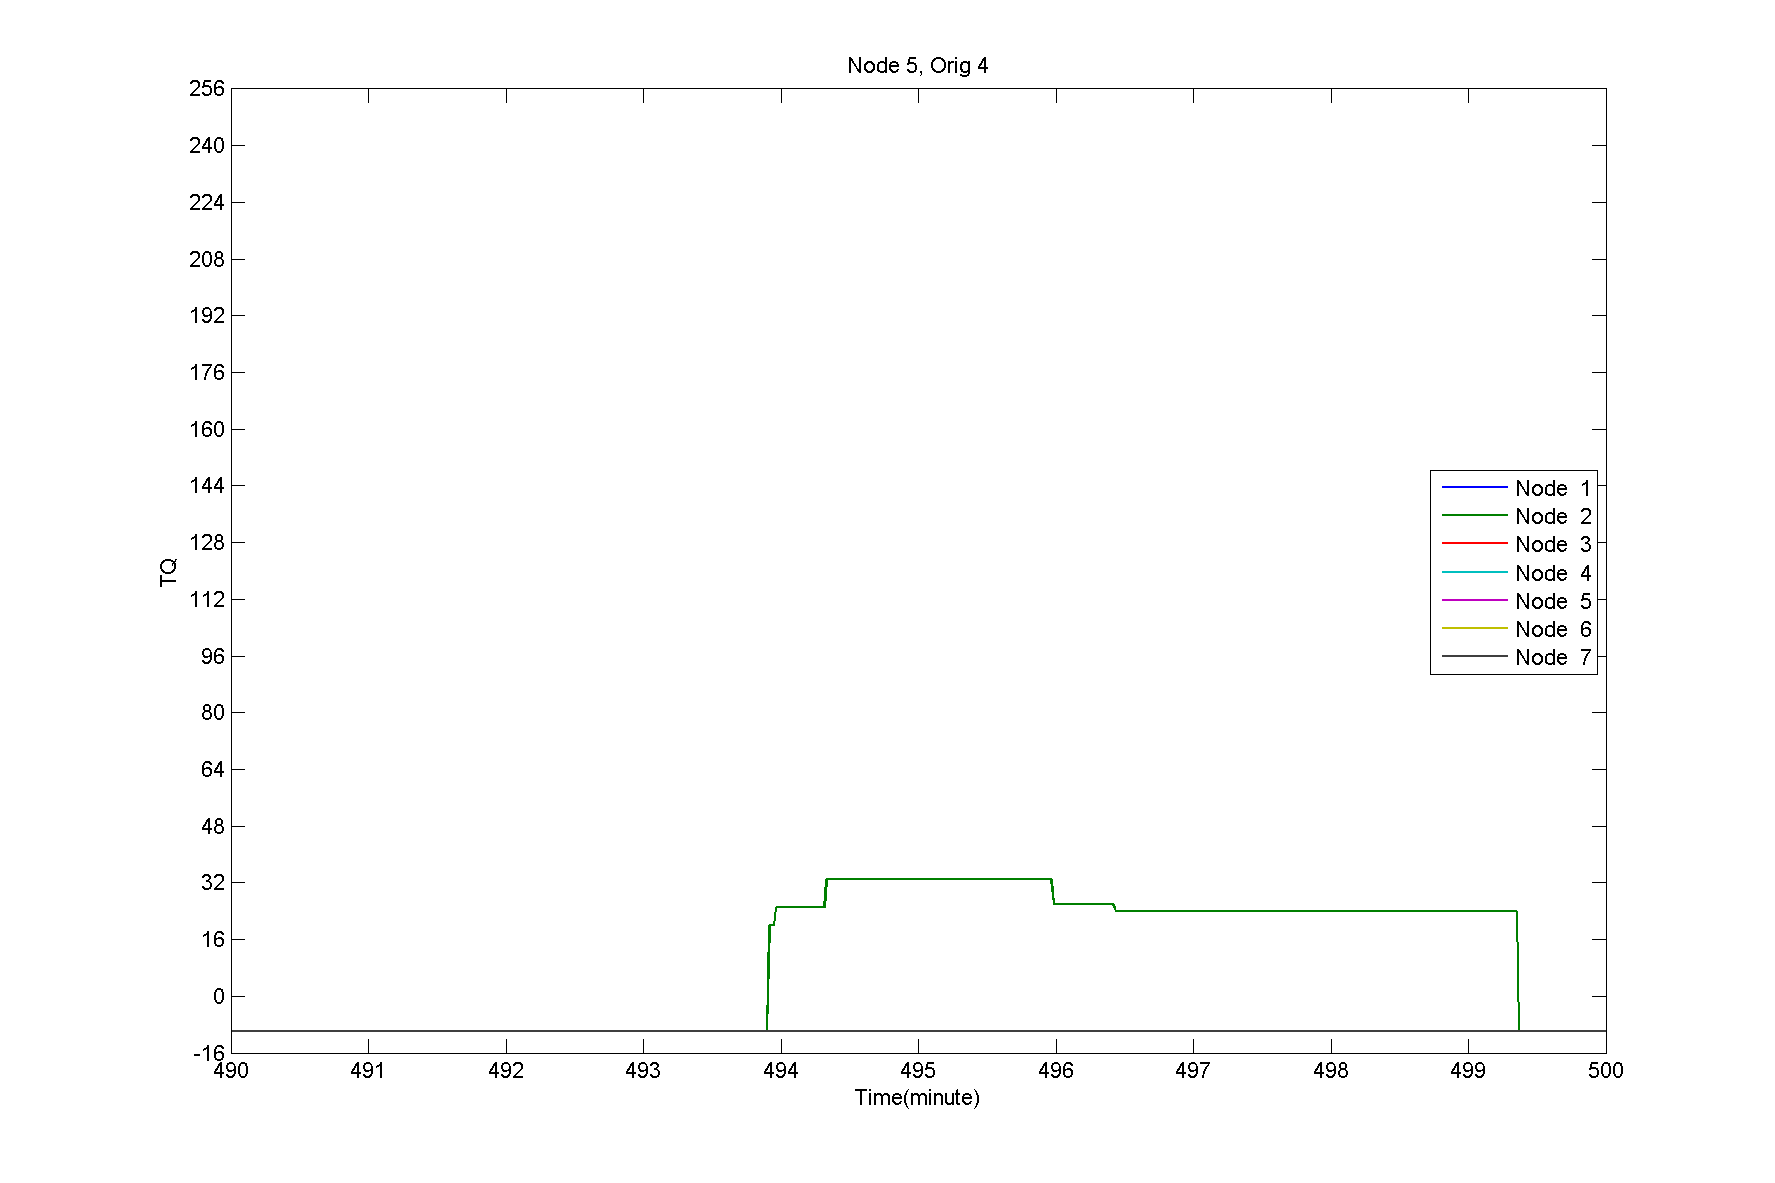 Node 5, Orig 4
256
240
224
208
192
176
160
144
128
112
96
80
64
48
32
16
0
-16
TQ
Node 1
Node 2
Node 3
Node 4
Node 5
Node 6
Node 7
490 491 492 493 494 495 496 497 498 499 500
Time(minute)